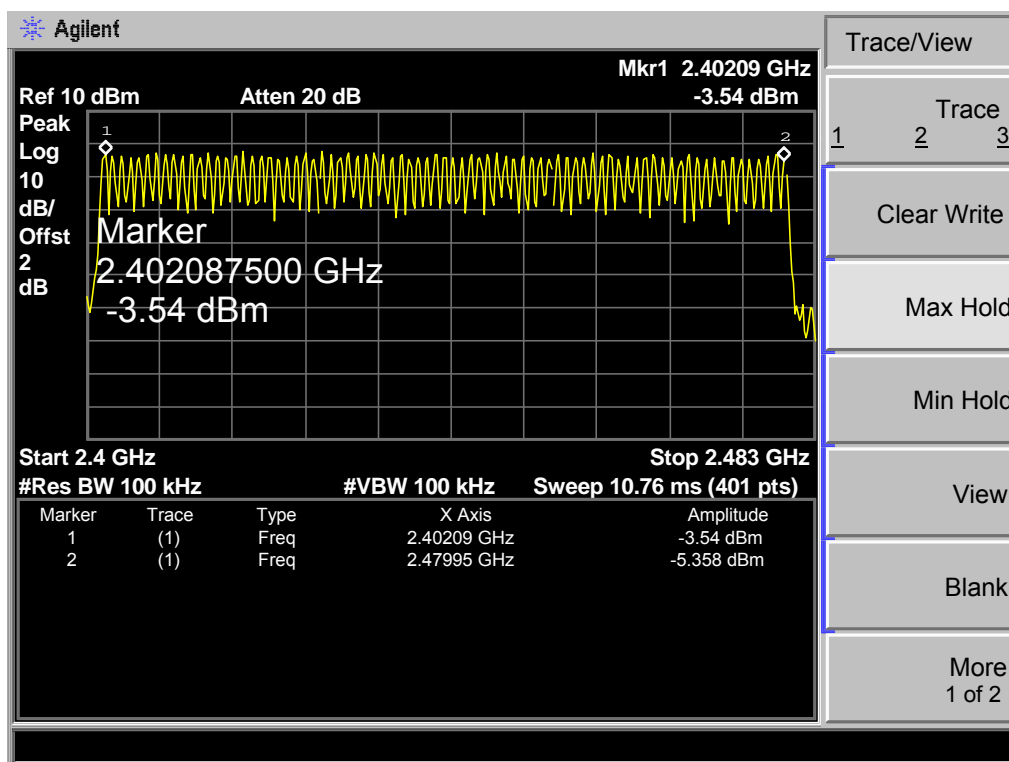 Agilent
Trace/View
Mkr1 2.40209 GHz
Ref 10 dBm Atten 20 dB -3.54 dBm
Peak
Log
10
dB/
Offst
2
dB
1
2
Marker
2.402087500 GHz
-3.54 dBm
Start 2.4 GHz Stop 2.483 GHz
#Res BW 100 kHz #VBW 100 kHz Sweep 10.76 ms (401 pts)
Marker Trace Type X Axis Amplitude
1 (1) Freq 2.40209 GHz -3.54 dBm
2 (1) Freq 2.47995 GHz -5.358 dBm
Trace
1 2 3
Clear Write
Max Hold
Min Hold
View
Blank
More
1 of 2